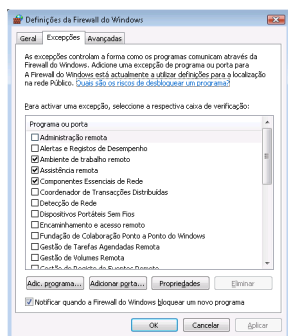 Definições da Firewall do Windows
Geral Excepções Avançadas
As excepções controlam a forma como os programas comunicam através da
Firewall do Windows. Adicione uma excepção de programa ou porta para
A Firewall do Windows está actualmente a utilizar definições para a localização
na rede Público. Quais são os riscos de desbloquear um programa?
Para activar uma excepção, seleccione a respectiva caixa de verificação:
Programa ou porta
Administração remota
Alertas e Registos de Desempenho
Ambiente de trabalho remoto
Assistência remota
Componentes Essenciais de Rede
Coordenador de Transacções Distribuídas
Detecção de Rede
Dispositivos Portáteis Sem Fios
Encaminhamento e acesso remoto
Fundação de Colaboração Ponto a Ponto do Windows
Gestão de Tarefas Agendadas Remota
Gestão de Volumes Remota
Gestão de Registo de Eventos Remota
Adic. programa... Adicionar porta... Propriedades Eliminar
Notificar quando a Firewall do Windows bloquear um novo programa
OK Cancelar Aplicar